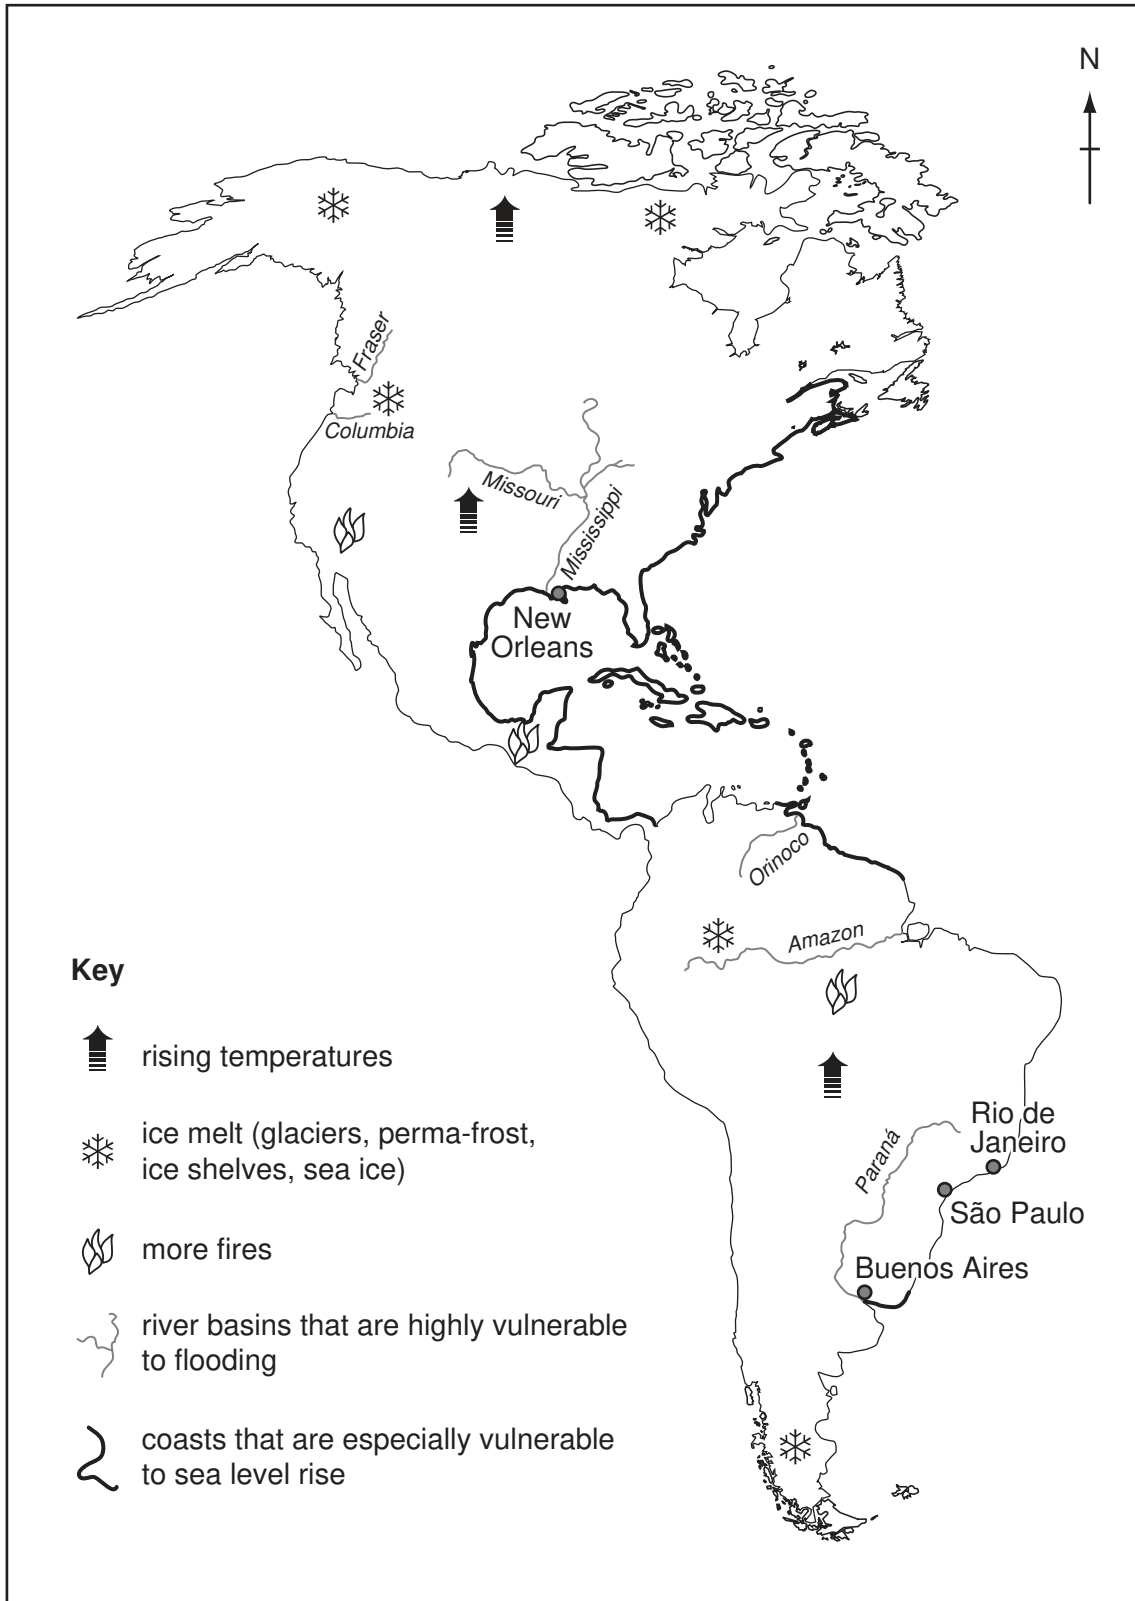 N
Fraser
Columbia
Missouri
Mississippi
New
Orleans
Orinoco
Amazon
Key
rising temperatures
Rio de
Janeiro
ice melt (glaciers, perma-frost,
ice shelves, sea ice)
Paraná
São Paulo
more fires
Buenos Aires
river basins that are highly vulnerable
to flooding
coasts that are especially vulnerable
to sea level rise